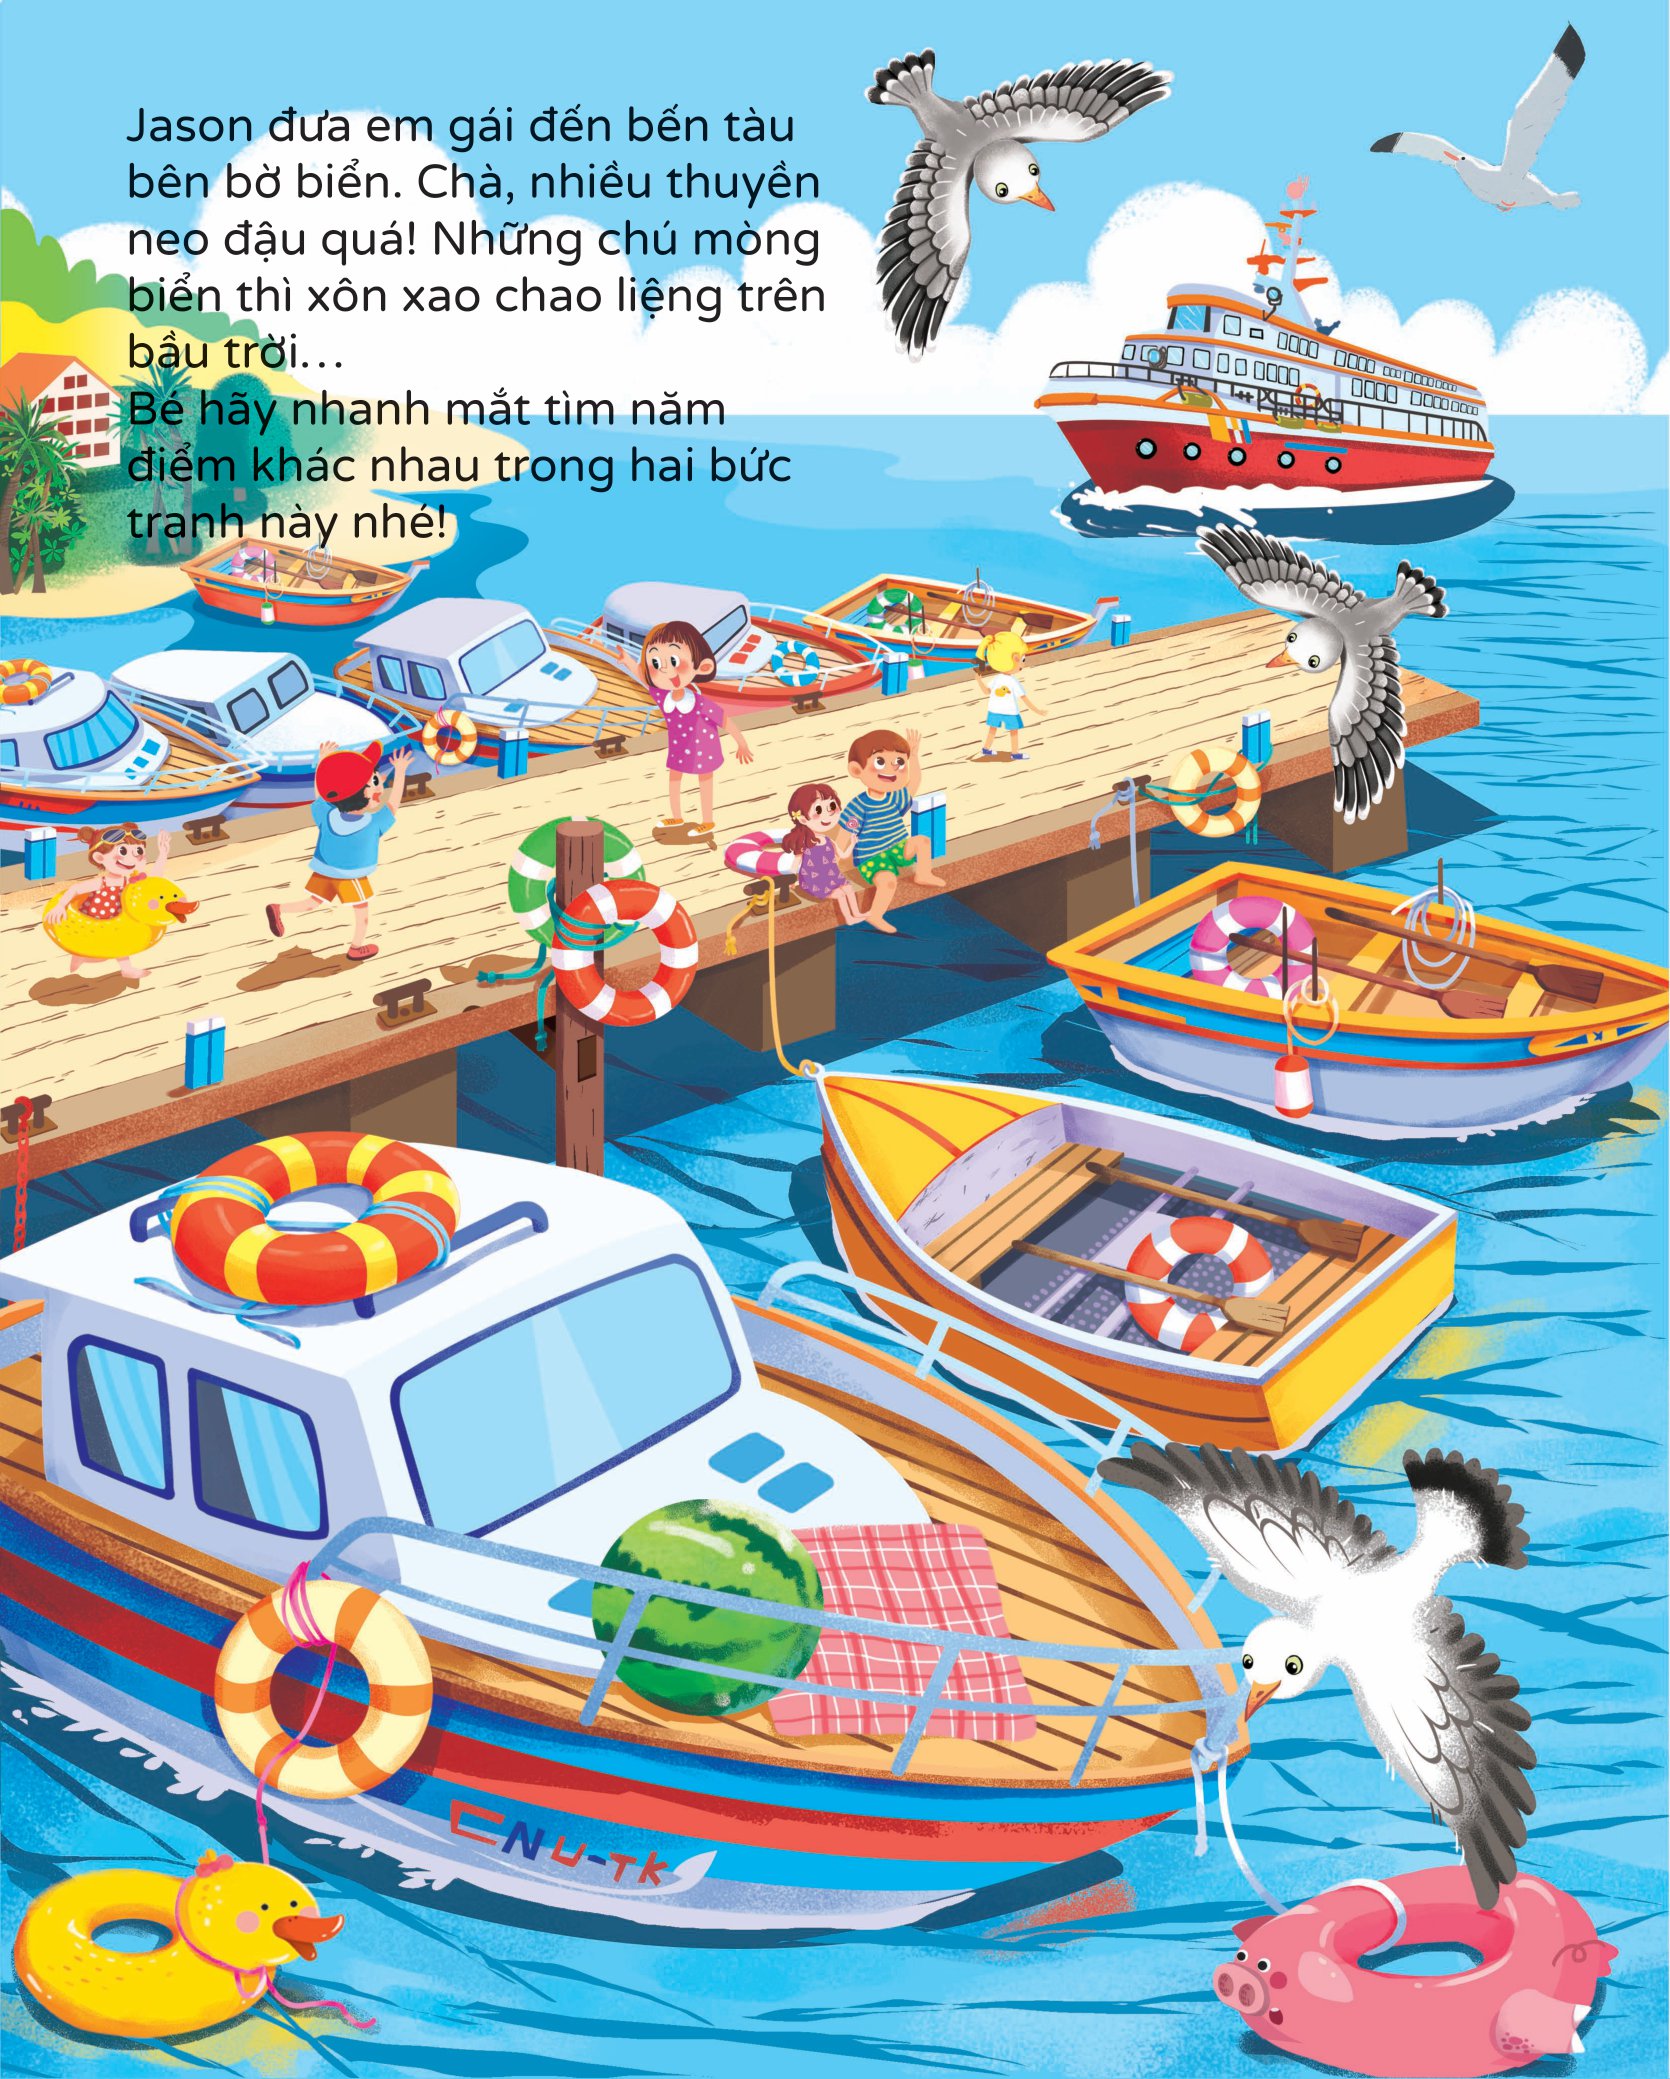 Jason đưa em gái đến bến tàu
bên bờ biển. Chà, nhiều thuyền
neo đậu quá! Những chú mòng
biển thì xôn xao chao liệng trên
bầu trời...
Bé hãy nhanh mắt tìm năm
điểm khác nhau trong hai bức
tranh này nhé!
CNU-TK